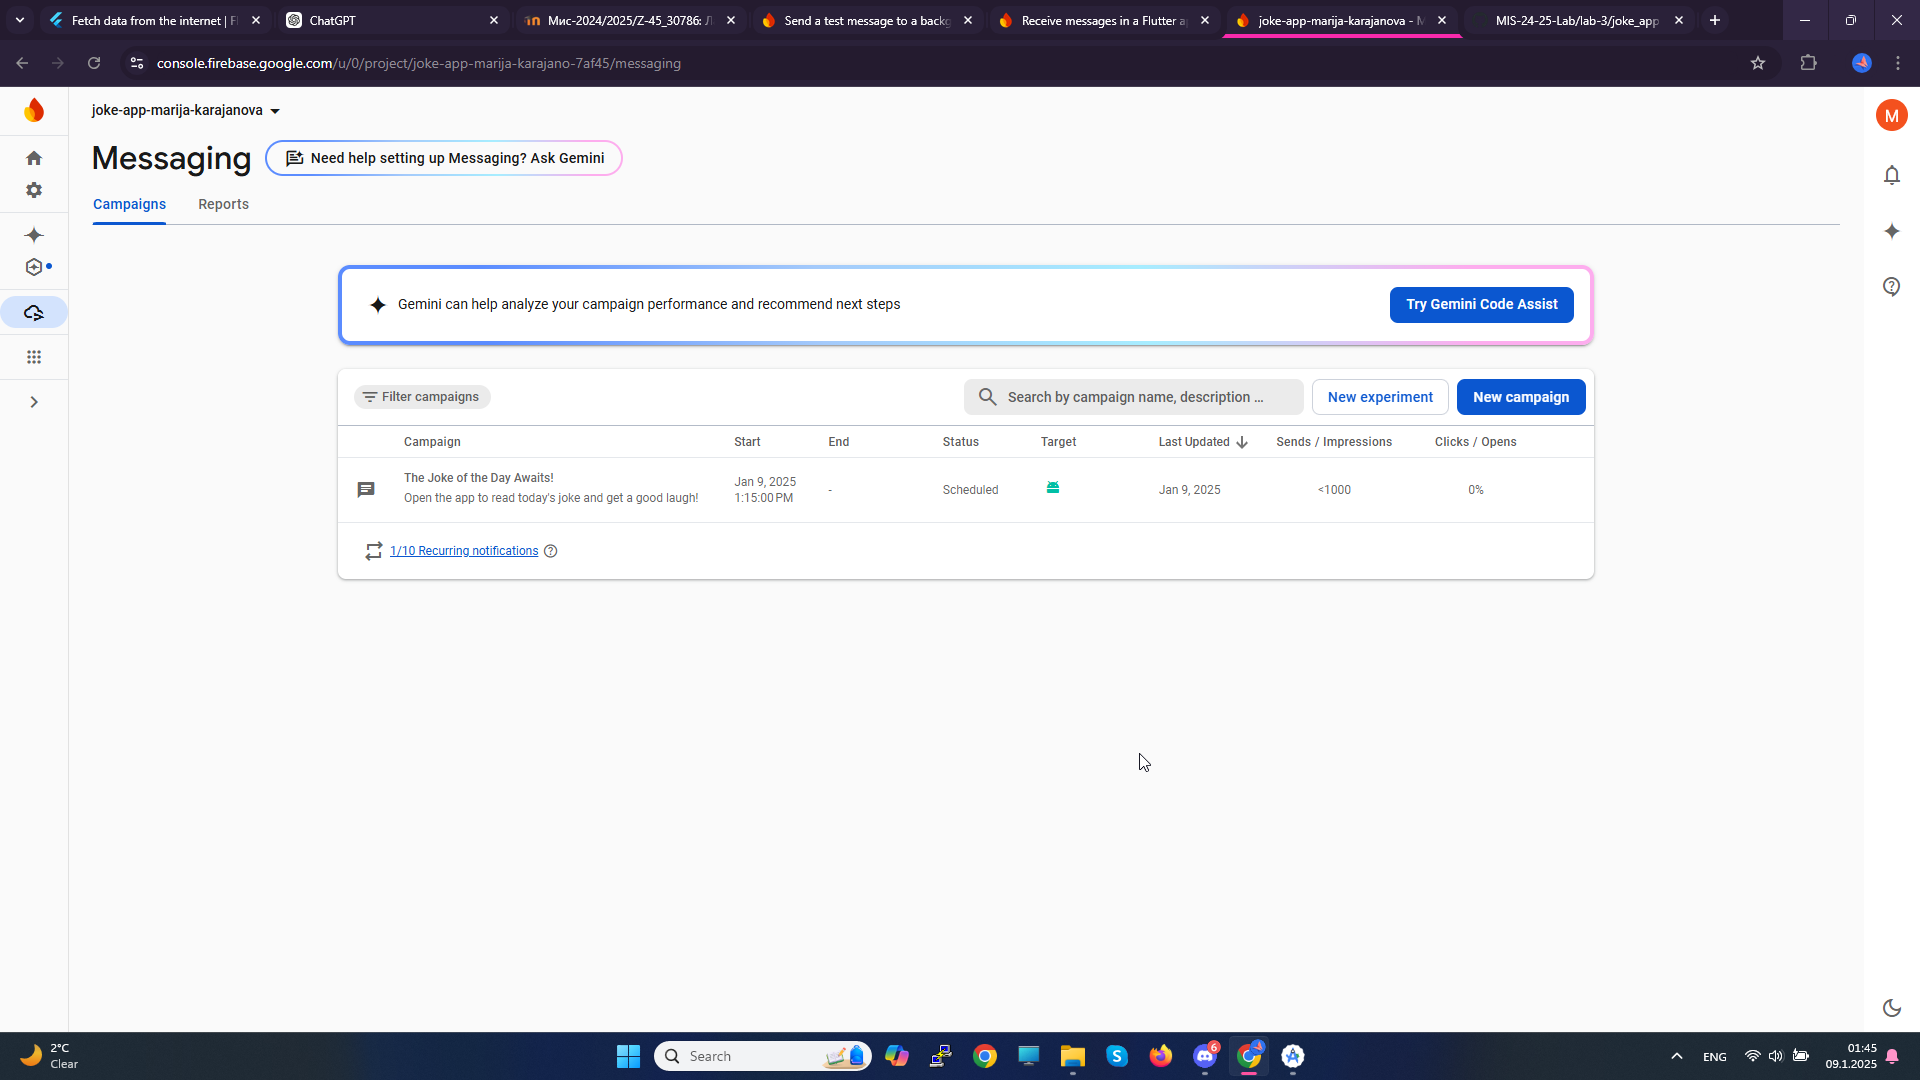 Fetch data from the internet | Fl
ChatGPT
Мис-2024/2025/Z-45_30786: Л
Send a test message to a backg
Receive messages in a Flutter a
joke-app-marija-karajanova - M
MIS-24-25-Lab/lab-3/joke_app
console.firebase.google.com/u/0/project/joke-app-marija-karajano-7af45/messaging
joke-app-marija-karajanova
M
Messaging
Need help setting up Messaging? Ask Gemini
Campaigns
Reports
Gemini can help analyze your campaign performance and recommend next steps
Try Gemini Code Assist
Filter campaigns
Search by campaign name, description ...
New experiment
New campaign
Campaign
Start
End
Status
Target
Last Updated
Sends / Impressions
Clicks / Opens
The Joke of the Day Awaits!
Open the app to read today's joke and get a good laugh!
Jan 9, 2025
1:15:00 PM
-
Scheduled
Jan 9, 2025
<1000
0%
1/10 Recurring notifications
2°C
Clear
Search
6
ENG
01:45
09.1.2025